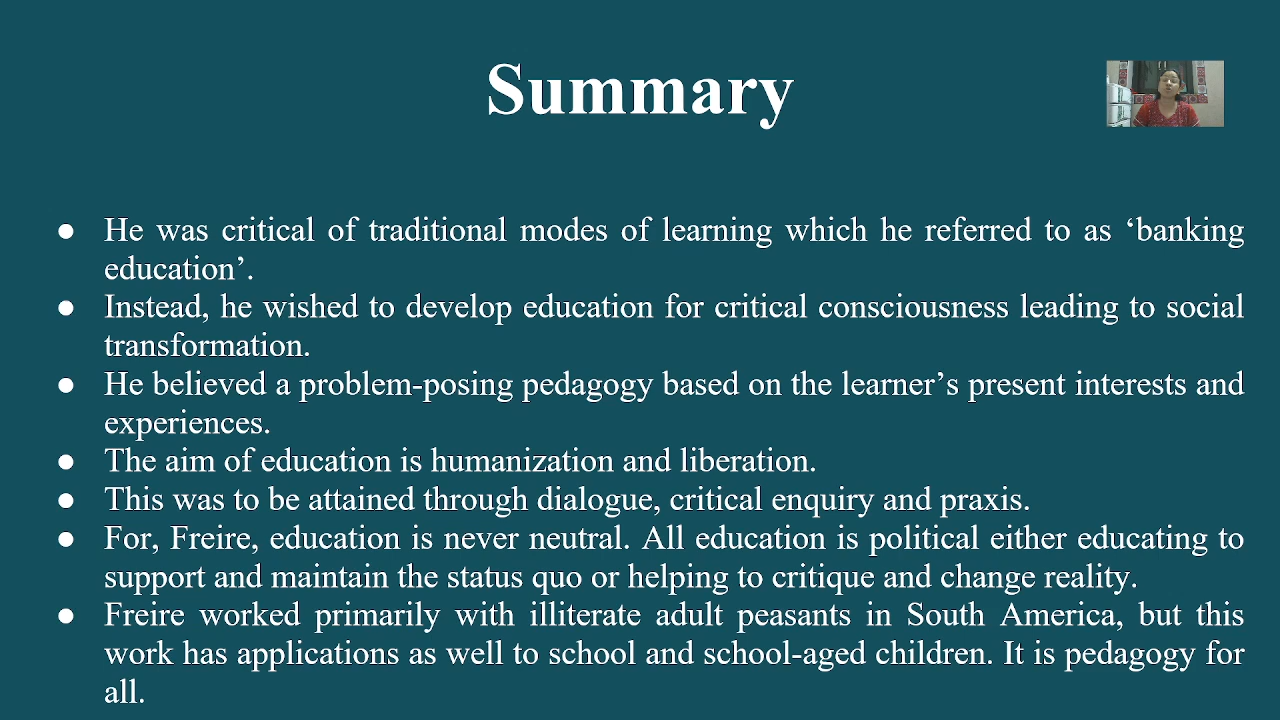 Summary
● He was critical of traditional modes of learning which he referred to as ‘banking
education’.
● Instead, he wished to develop education for critical consciousness leading to social
transformation.
● He believed a problem-posing pedagogy based on the learner’s present interests and
experiences.
● The aim of education is humanization and liberation.
● This was to be attained through dialogue, critical enquiry and praxis.
● For, Freire, education is never neutral. All education is political either educating to
support and maintain the status quo or helping to critique and change reality.
● Freire worked primarily with illiterate adult peasants in South America, but this
work has applications as well to school and school-aged children. It is pedagogy for
all.